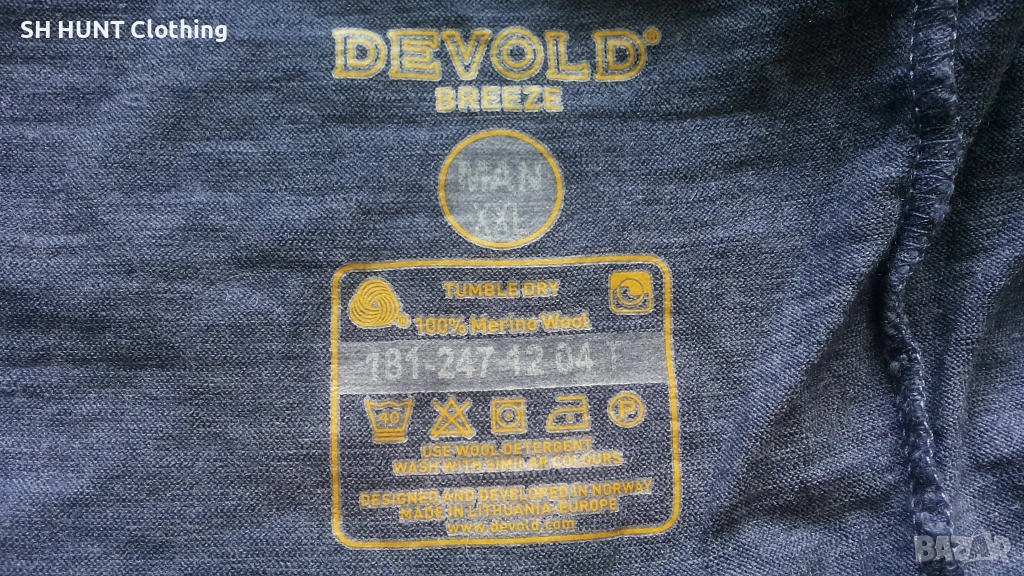 SH HUNT Clothing
DEVOLD®
BREEZE
MAN
XXL
TUMBLE DRY
100% Merino Wool
181-247-12 04 T
40 P
USE WOOL DETERGENT
WASH WITH SIMILAR COLOURS
DESIGNED AND DEVELOPED IN NORWAY
MADE IN LITHUANIA-EUROPE
www.devold.com
BAZAR